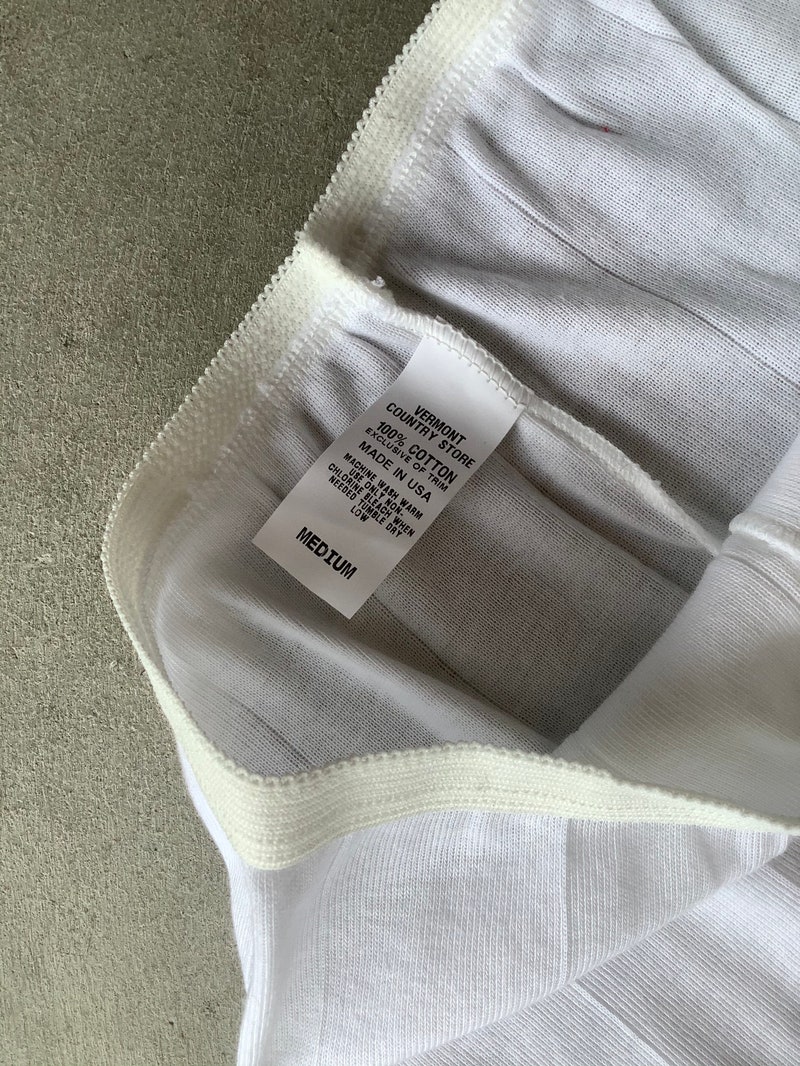 VERMONT
COUNTRY STORE
100% COTTON
EXCLUSIVE OF TRIM
MADE IN USA
MACHINE WASH WARM
USE ONLY NON-
CHLORINE BLEACH WHEN
NEEDED TUMBLE DRY
LOW
MEDIUM